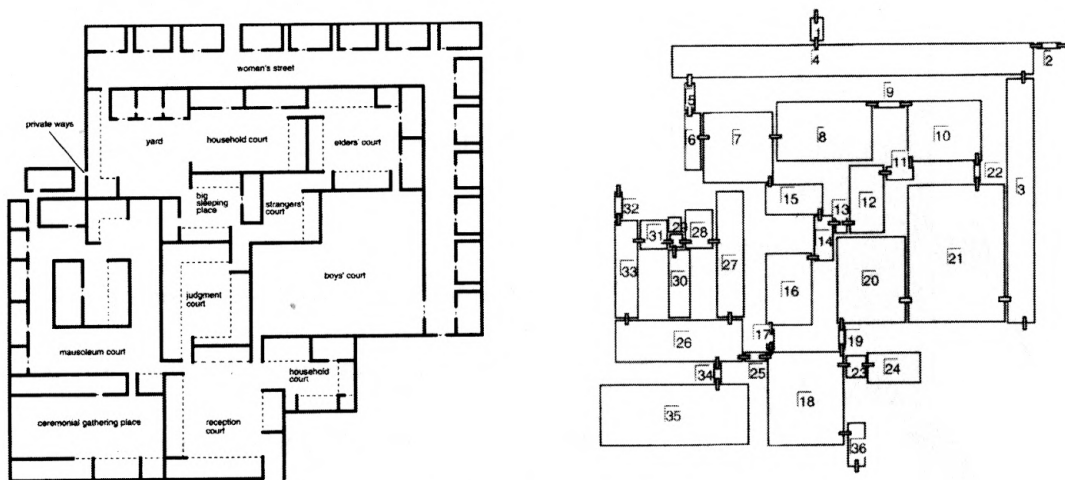 woman's street
private ways
yard
household court
elders' court
big
sleeping
place
strangers'
court
boys' court
judgment
court
mausoleum court
household
court
ceremonial gathering place
reception
court
1
2
3
4
5
6
7
8
9
10
11
12
13
14
15
16
17
18
19
20
21
22
23
24
25
26
27
28
30
31
32
33
34
35
36